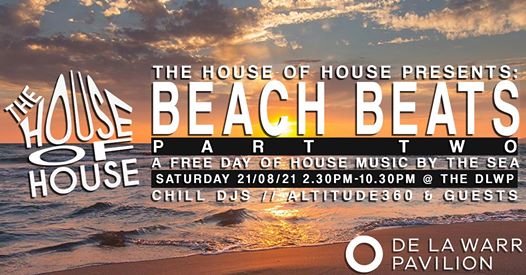 THE
HOUSE
OF
HOUSE
THE HOUSE OF HOUSE PRESENTS:
BEACH BEATS
PART TWO
A FREE DAY OF HOUSE MUSIC BY THE SEA
SATURDAY 21/08/21 2.30PM-10.30PM @ THE DLWP
CHILL DJS // ALTITUDE360 & GUESTS
DE LA WARR
PAVILION